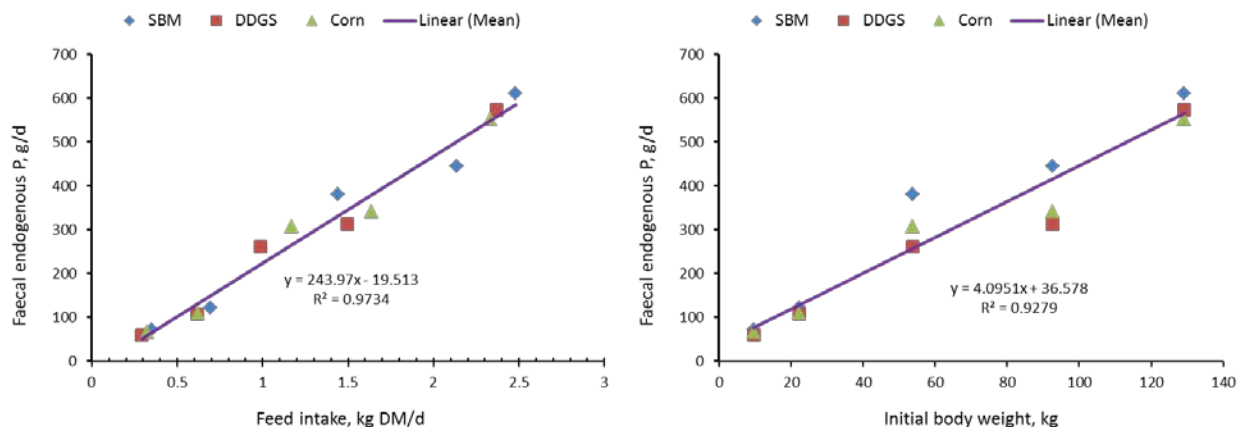 SBM DDGS Corn Linear (Mean)
700
600
500
400
300
200
100
0
Faecal endogenous P, g/d
y = 243.97x - 19.513
R² = 0.9734
0 0.5 1 1.5 2 2.5 3
Feed intake, kg DM/d
SBM DDGS Corn Linear (Mean)
700
600
500
400
300
200
100
0
Faecal endogenous P, g/d
y = 4.0951x + 36.578
R² = 0.9279
0 20 40 60 80 100 120 140
Initial body weight, kg